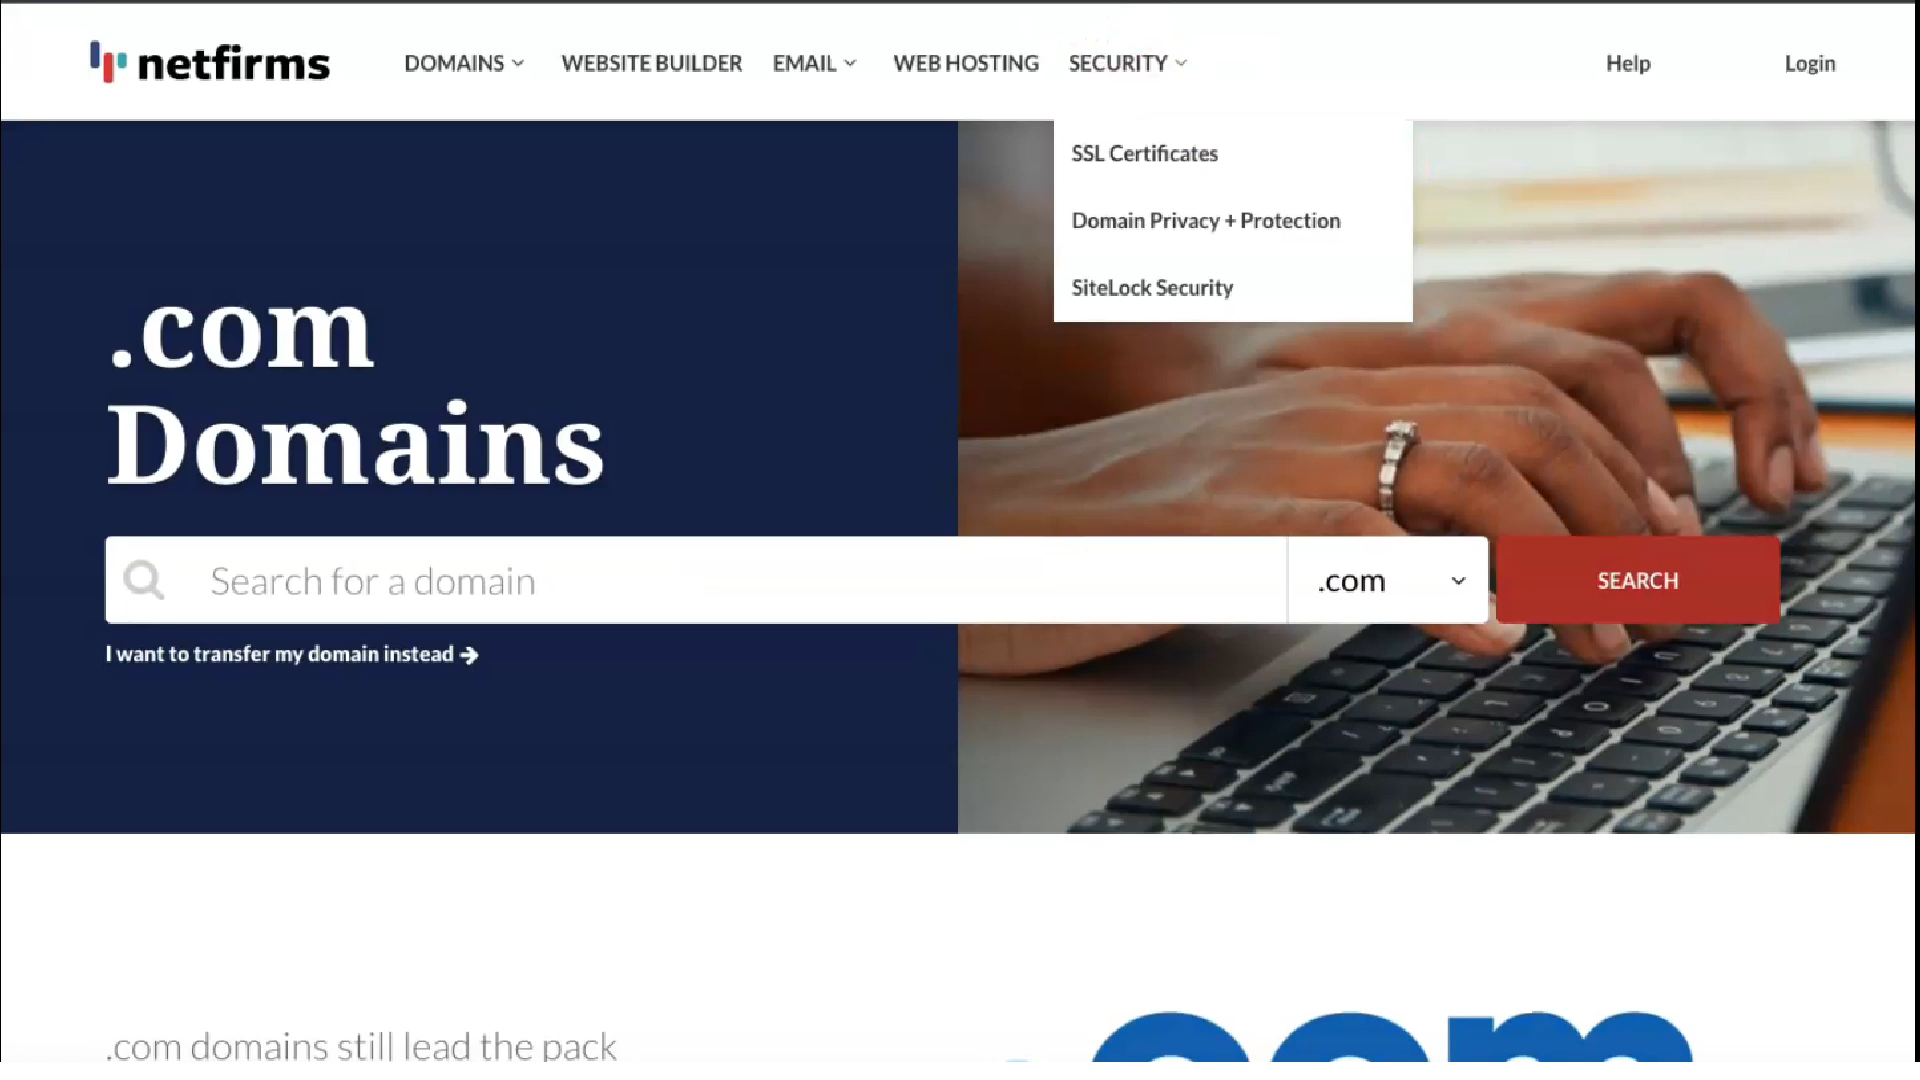 netfirms
DOMAINS
WEBSITE BUILDER
EMAIL
WEB HOSTING
SECURITY
Help
Login
SSL Certificates
Domain Privacy + Protection
SiteLock Security
.com
Domains
Search for a domain
.com
SEARCH
I want to transfer my domain instead →
.com domains still lead the pack
.com